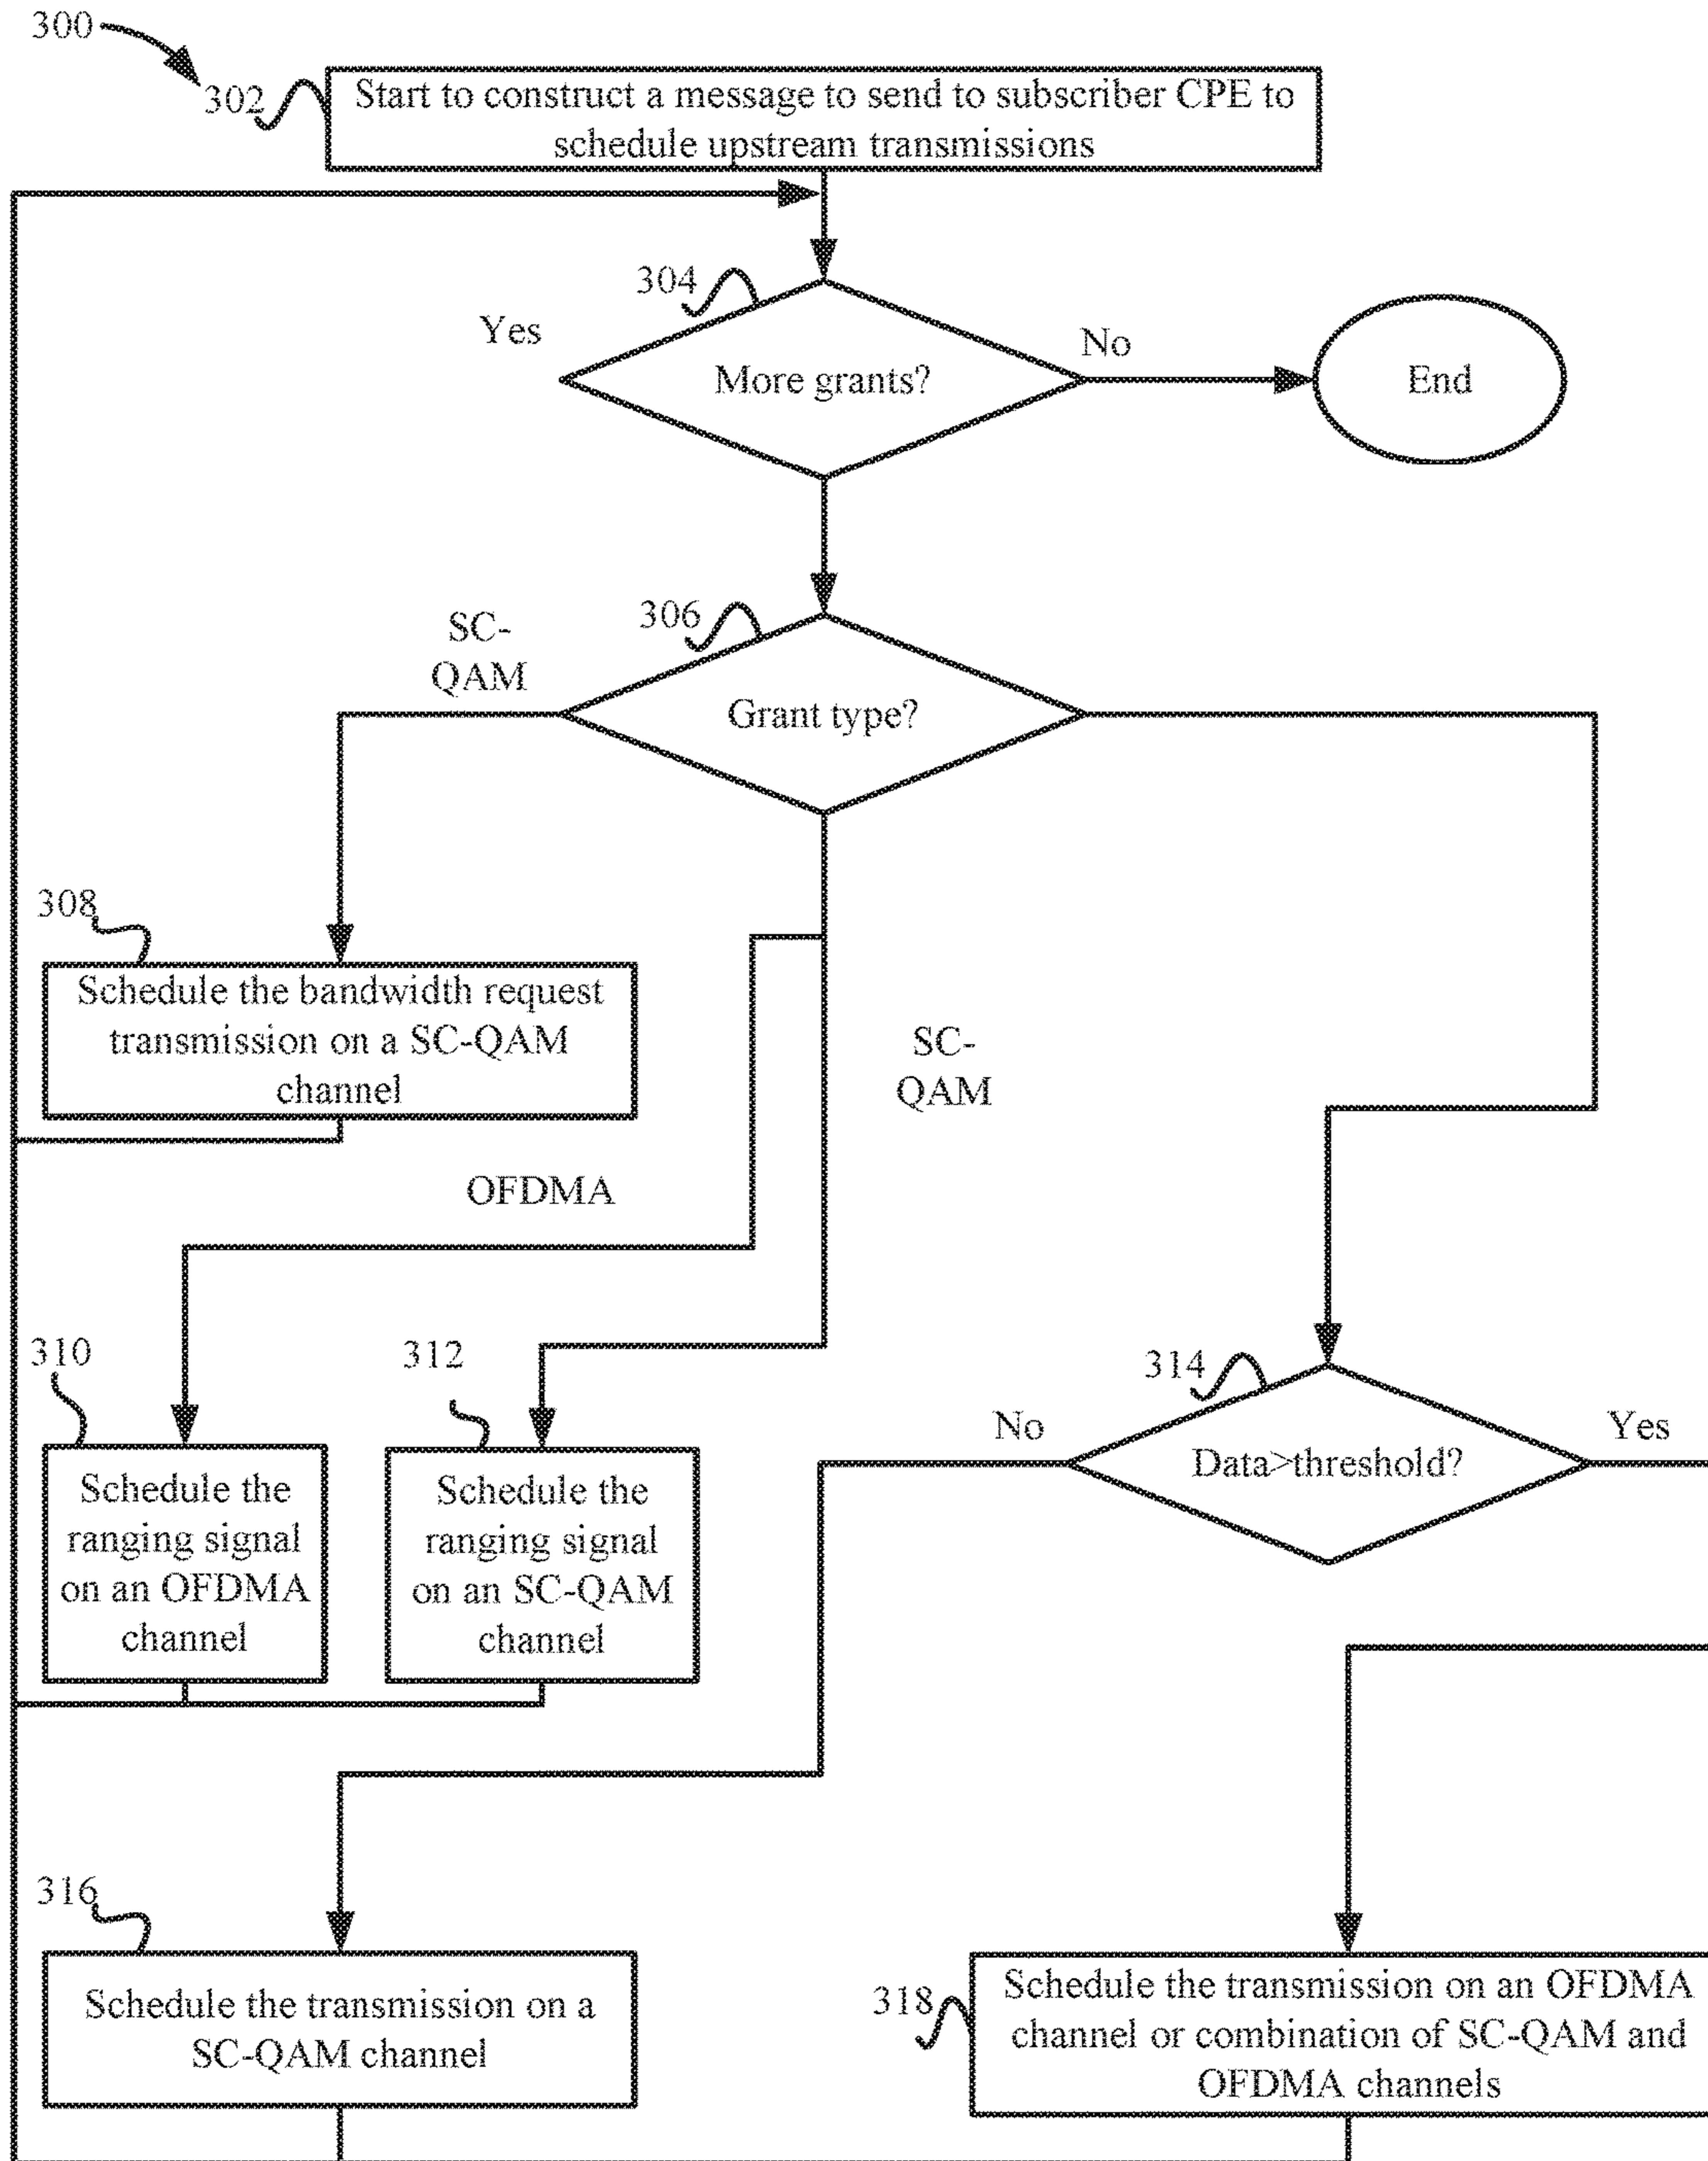 300
302
Start to construct a message to send to subscriber CPE to
schedule upstream transmissions
304
Yes
No
More grants?
End
306
SC-
QAM
Grant type?
308
Schedule the bandwidth request
transmission on a SC-QAM
channel
SC-
QAM
OFDMA
310
312
314
No
Yes
Data>threshold?
Schedule the
ranging signal
on an OFDMA
channel
Schedule the
ranging signal
on an SC-QAM
channel
316
Schedule the transmission on a
SC-QAM channel
318
Schedule the transmission on an OFDMA
channel or combination of SC-QAM and
OFDMA channels